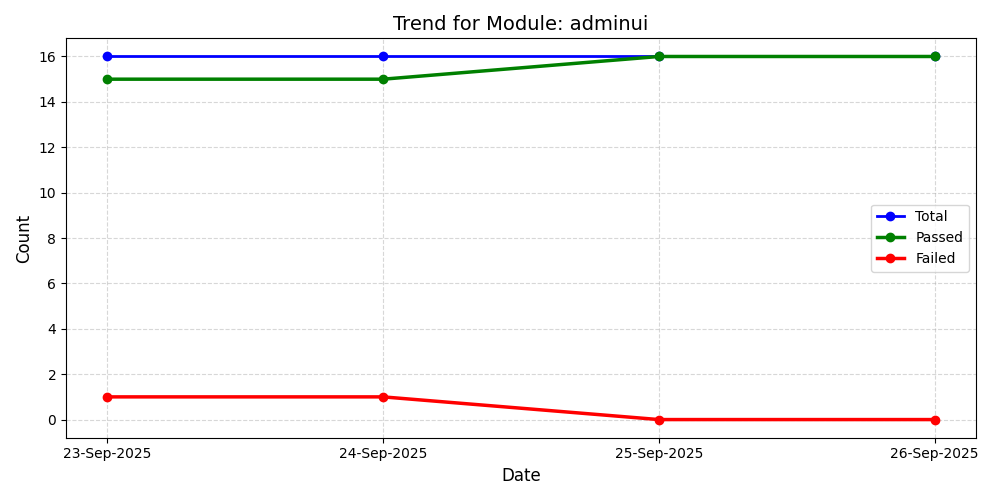 Trend for Module: adminui
Count
16
14
12
10
8
6
4
2
0
Total
Passed
Failed
23-Sep-2025 24-Sep-2025 25-Sep-2025 26-Sep-2025
Date